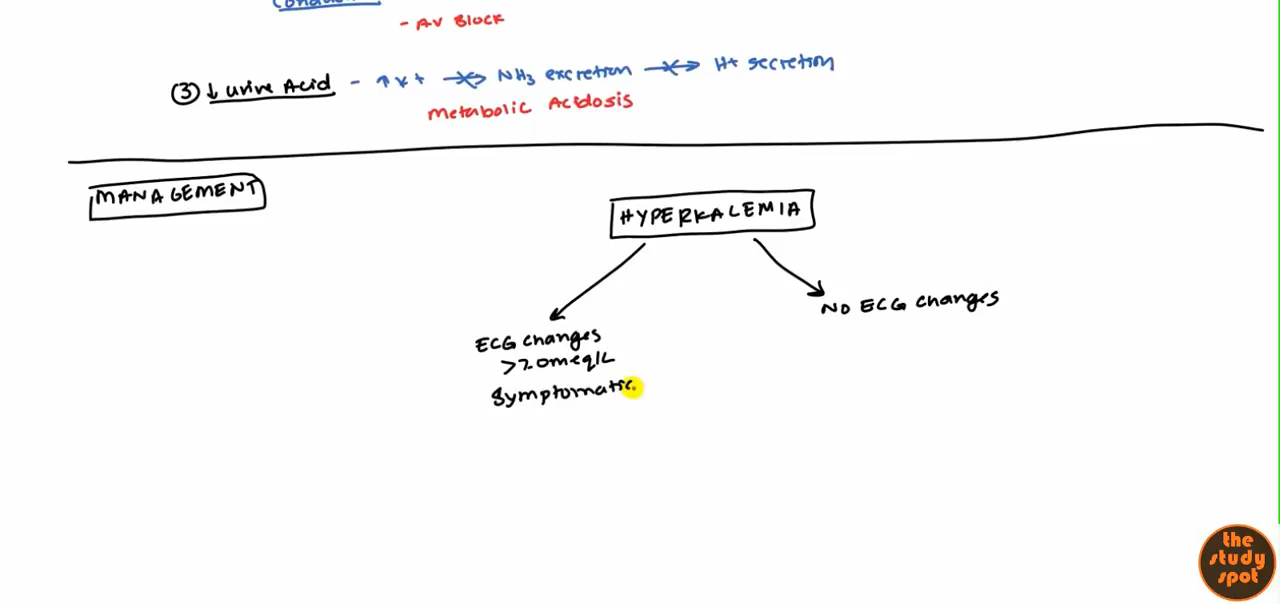 - AV Block
(3) ↓ urine Acid - ↑ K+ → NH3 excretion → H+ secretion
Metabolic Acidosis
MANAGEMENT
HYPERKALEMIA
NO ECG changes
ECG changes
>7.0meq/L
Symptomatic
the
study
spot